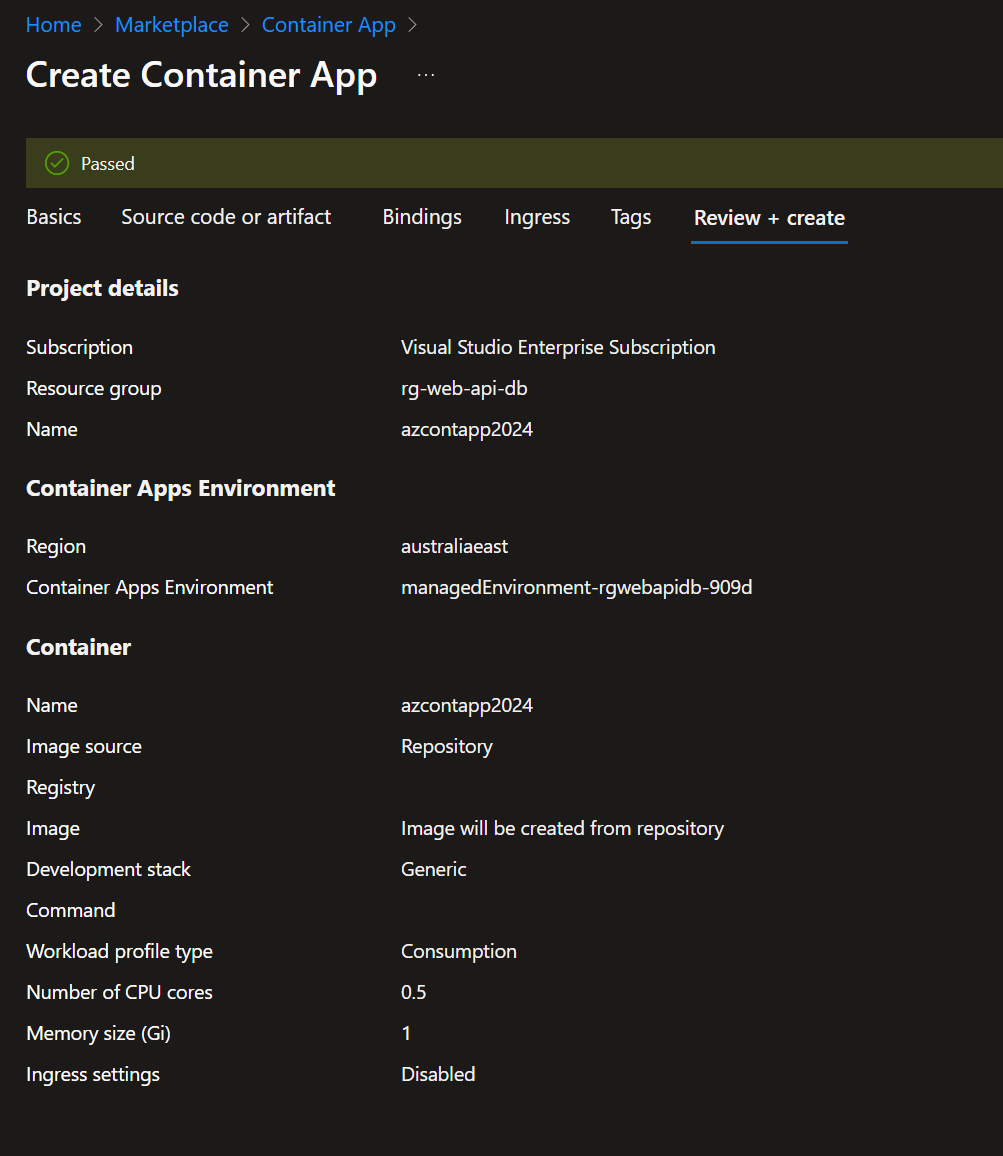 Home > Marketplace > Container App >
Create Container App ...
Passed
Basics Source code or artifact Bindings Ingress Tags Review + create
Project details
Subscription Visual Studio Enterprise Subscription
Resource group rg-web-api-db
Name azcontapp2024
Container Apps Environment
Region australiaeast
Container Apps Environment managedEnvironment-rgwebapidb-909d
Container
Name azcontapp2024
Image source Repository
Registry
Image Image will be created from repository
Development stack Generic
Command
Workload profile type Consumption
Number of CPU cores 0.5
Memory size (Gi) 1
Ingress settings Disabled